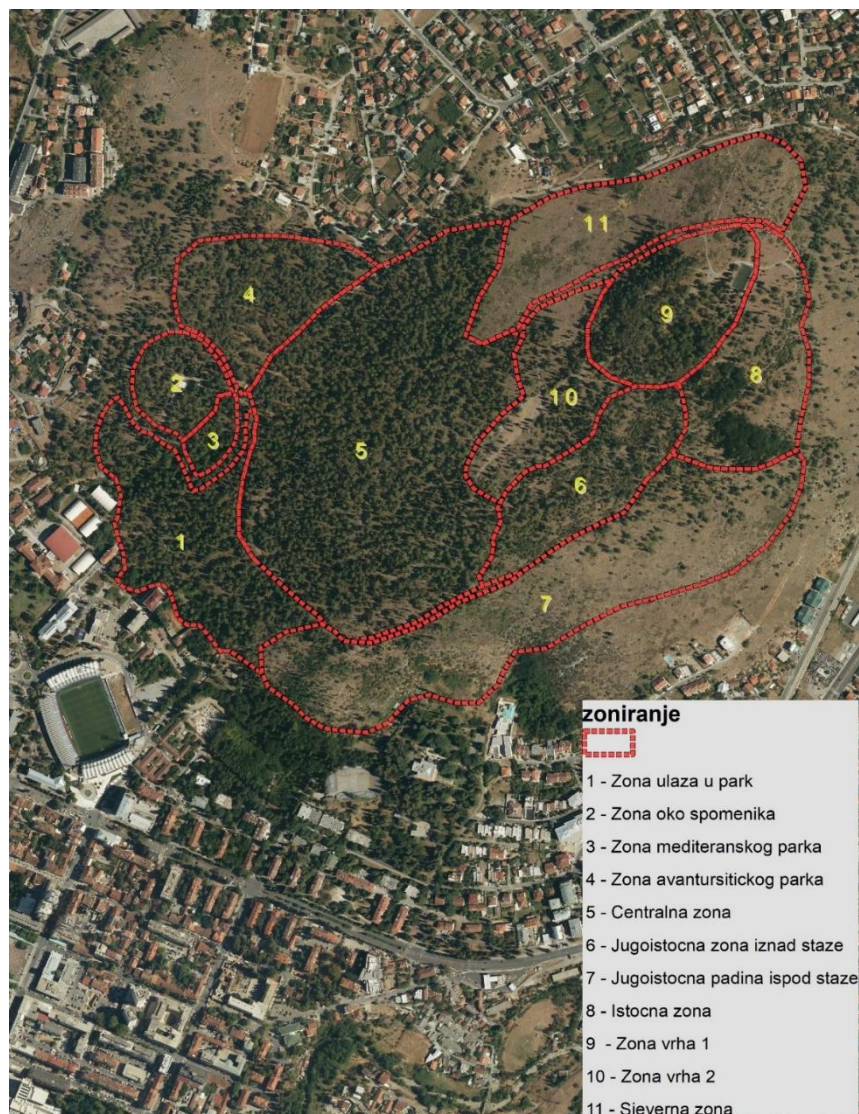 11
4
9
2
8
10
3
5
6
1
7
zoniranje
1 - Zona ulaza u park
2 - Zona oko spomenika
3 - Zona mediteranskog parka
4 - Zona avantursitickog parka
5 - Centralna zona
6 - Jugoistocna zona iznad staze
7 - Jugoistocna padina ispod staze
8 - Istocna zona
9 - Zona vrha 1
10 - Zona vrha 2
11 - Sjeverna zona